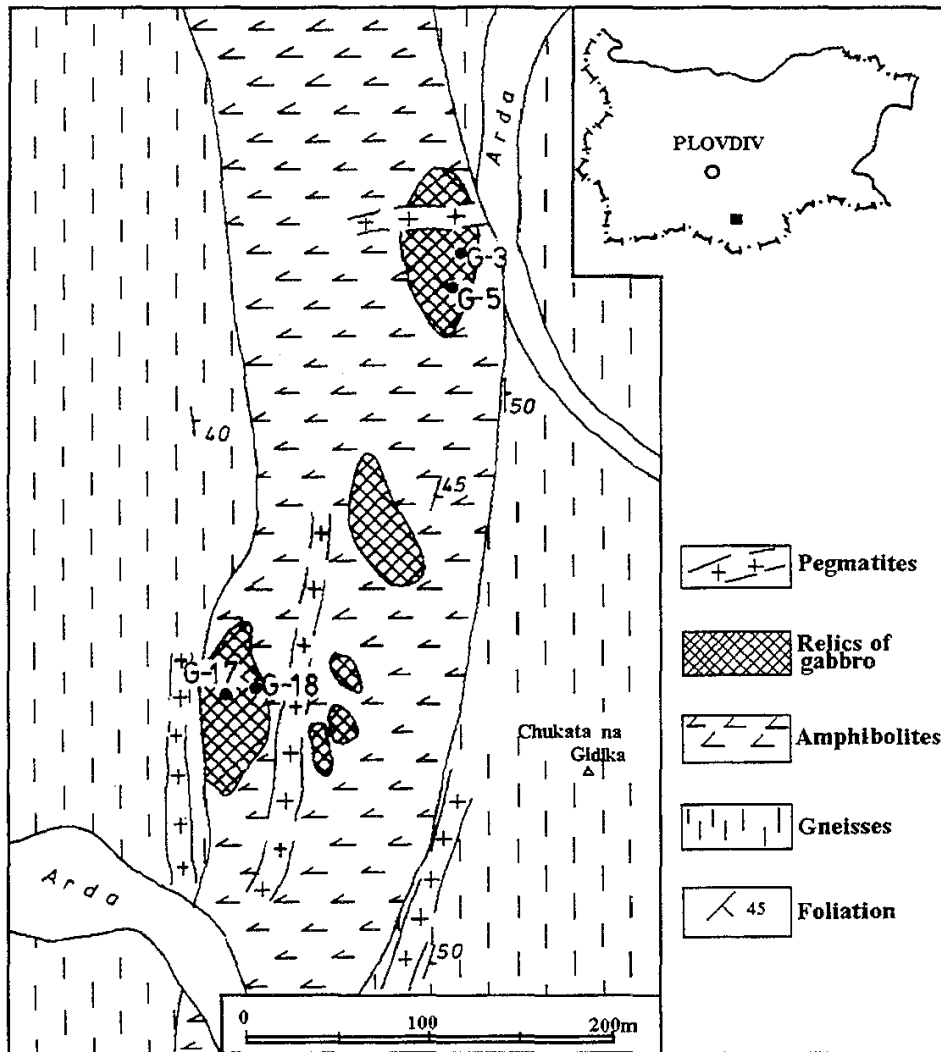 Arda
PLOVDIV
G-3
G-5
50
40
45
G-17
G-18
Chukata na
Gidika
50
Arda
0 100 200m
Pegmatites
Relics of
gabbro
Amphibolites
Gneisses
45 Foliation